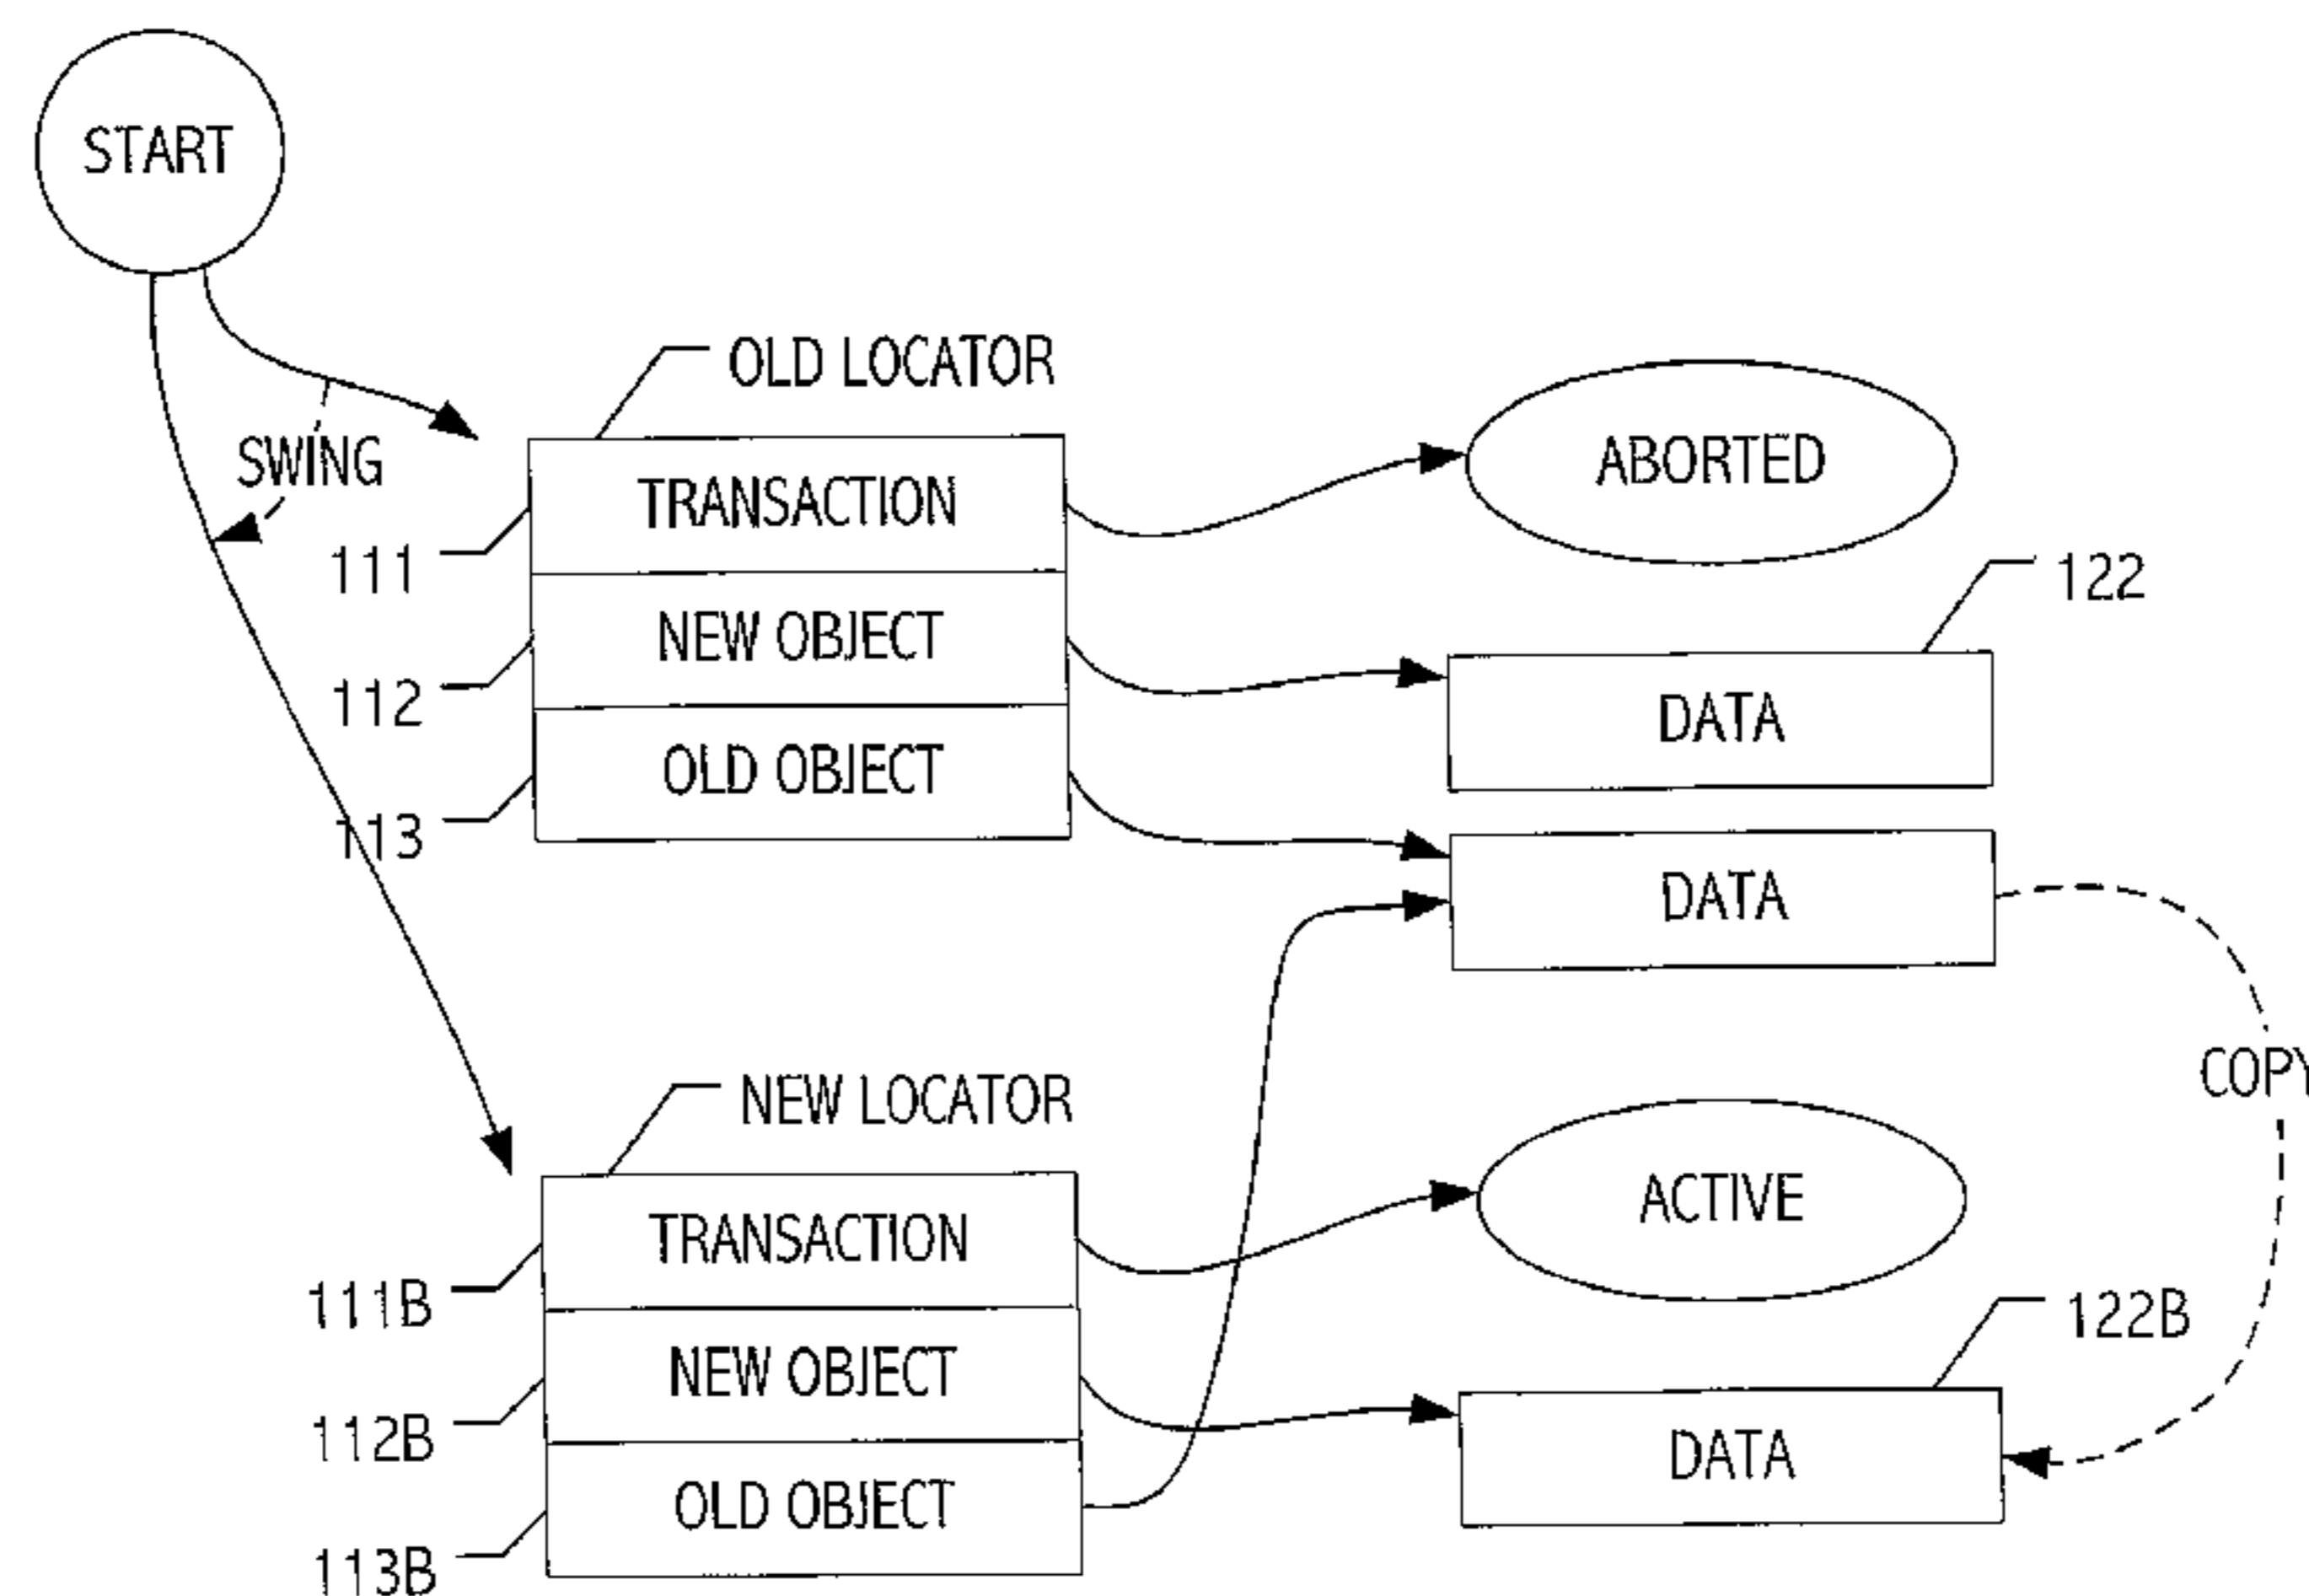 START
OLD LOCATOR
SWING
TRANSACTION
ABORTED
111
122
NEW OBJECT
112
DATA
OLD OBJECT
113
DATA
COPY
NEW LOCATOR
TRANSACTION
ACTIVE
111B
122B
NEW OBJECT
112B
DATA
OLD OBJECT
113B